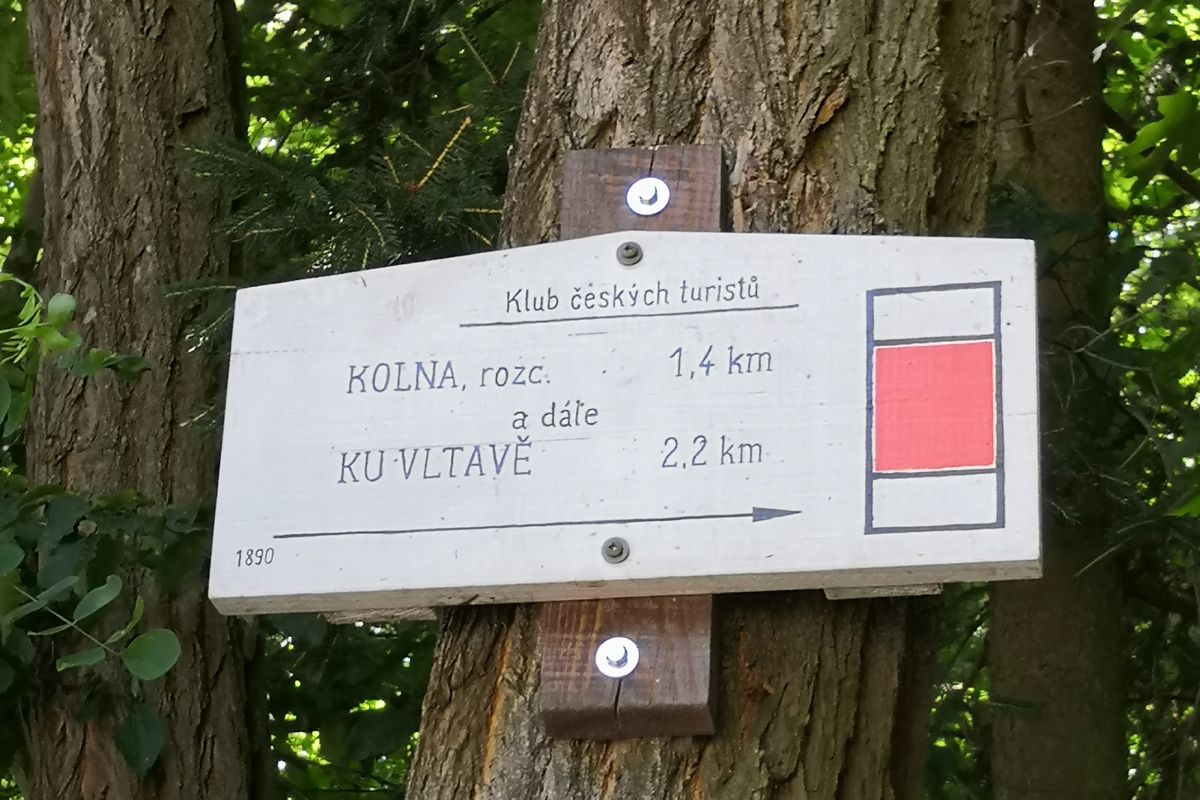 Klub českých turistů
KOLNA, rozc. 1,4 km
a dále
KU VLTAVĚ 2,2 km
1890